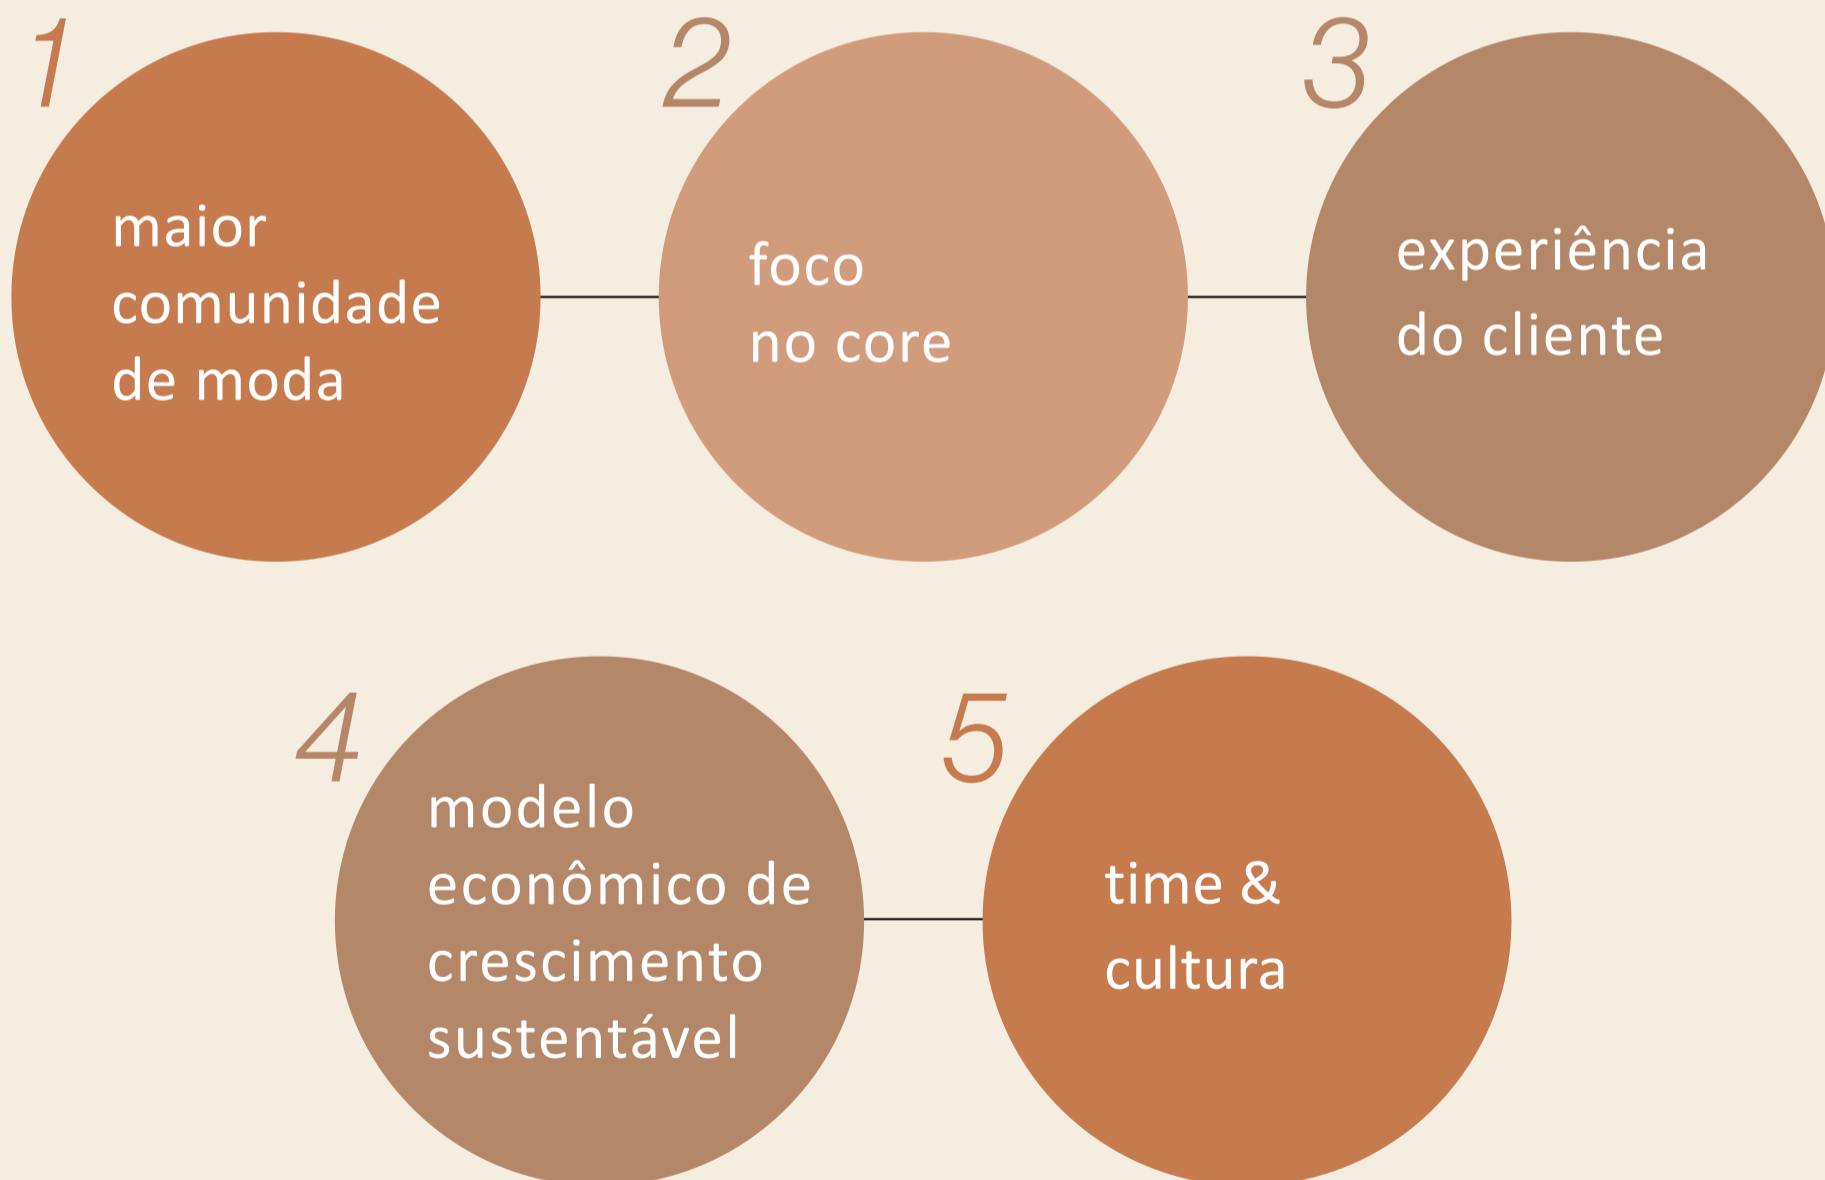 1
maior
comunidade
de moda
2
foco
no core
3
experiência
do cliente
4
modelo
econômico de
crescimento
sustentável
5
time &
cultura